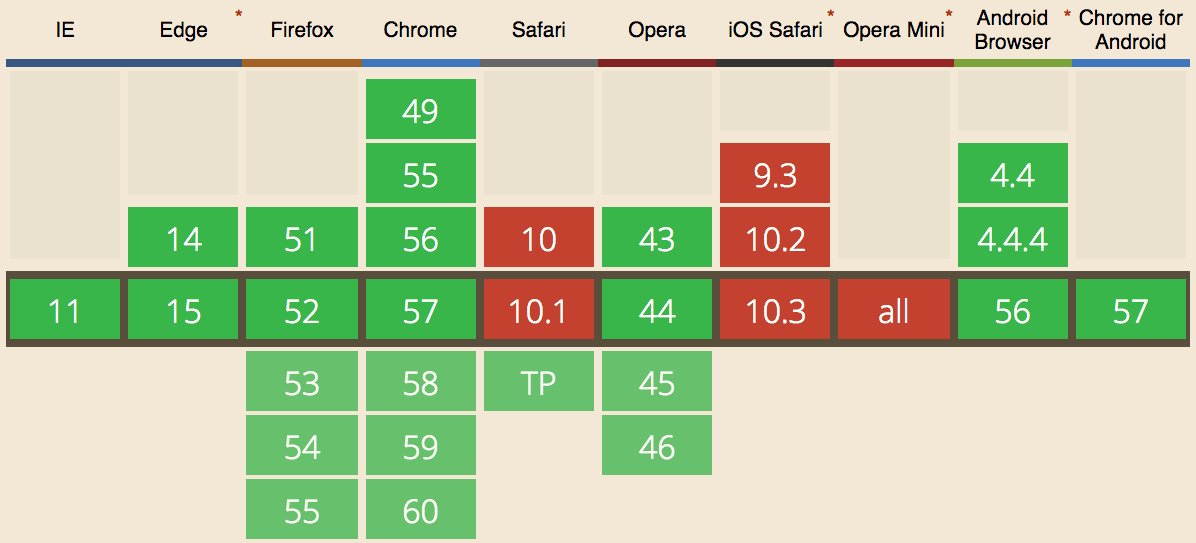 IE Edge * Firefox Chrome Safari Opera iOS Safari * Opera Mini * Android Browser * Chrome for Android
49
55 9.3 4.4
14 51 56 10 43 10.2 4.4.4
11 15 52 57 10.1 44 10.3 all 56 57
53 58 TP 45
54 59 46
55 60